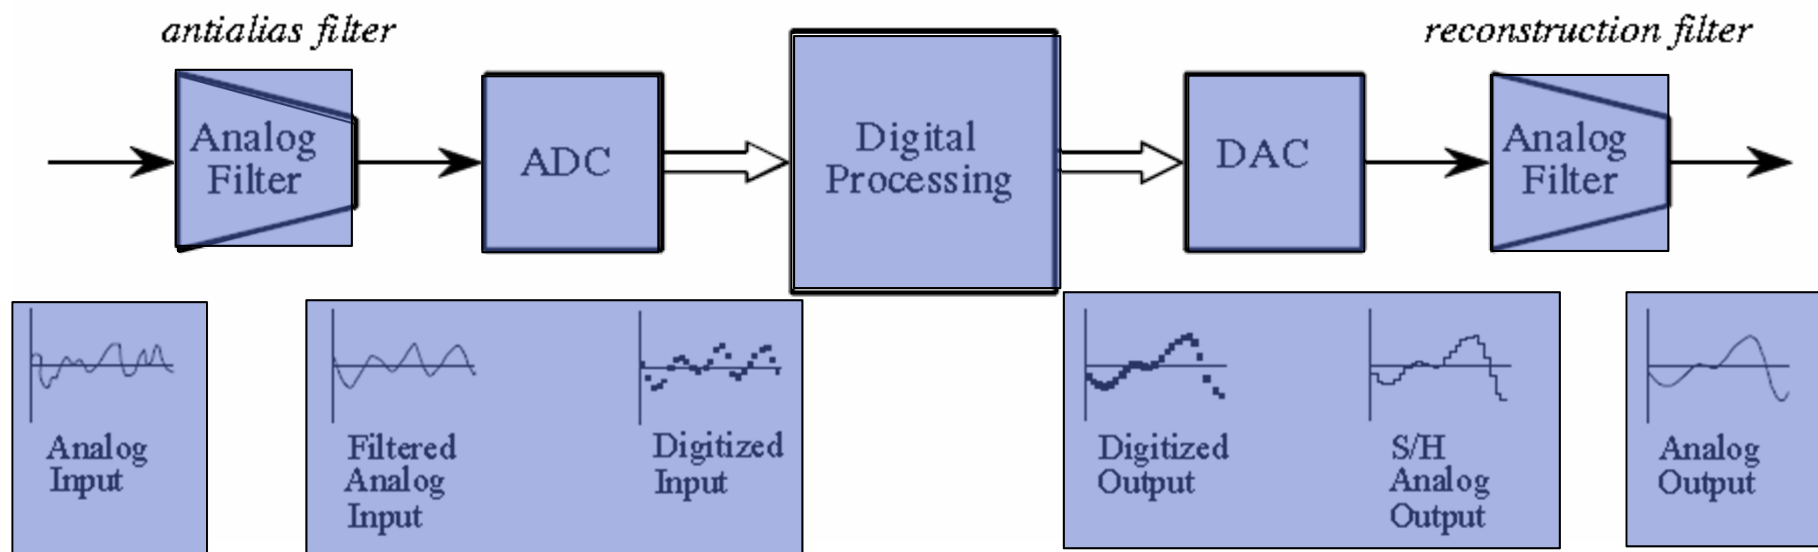 antialias filter
reconstruction filter
Analog
Filter
ADC
Digital
Processing
DAC
Analog
Filter
Analog
Input
Filtered
Analog
Input
Digitized
Input
Digitized
Output
S/H
Analog
Output
Analog
Output